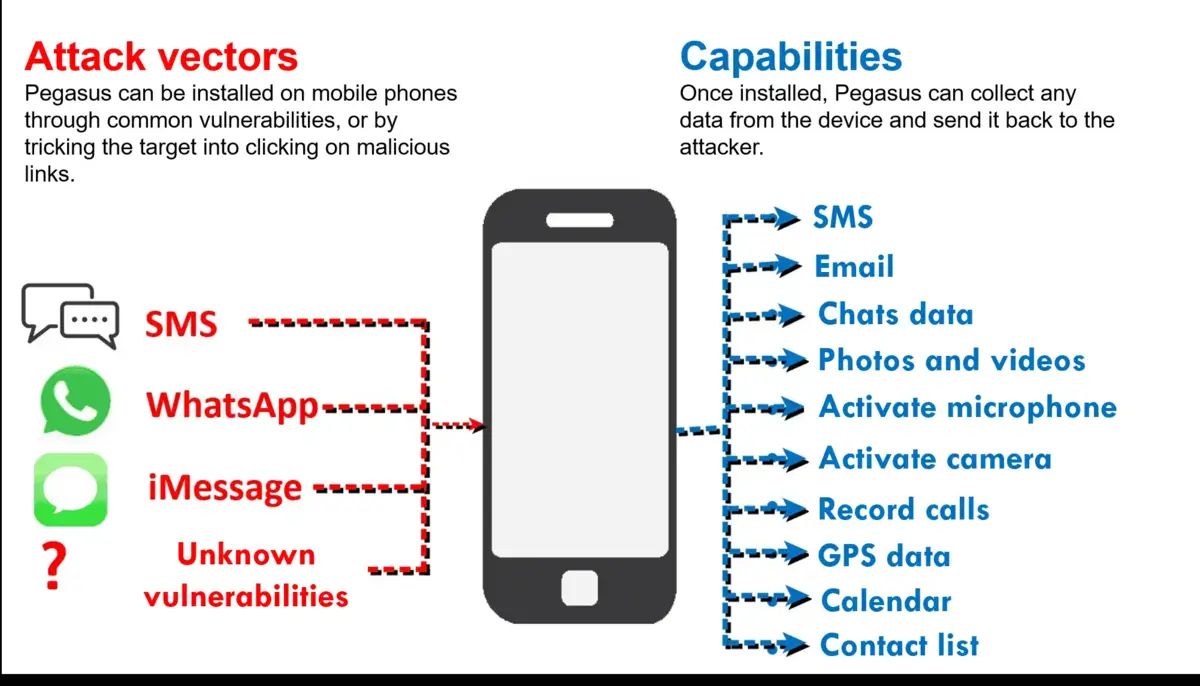 Attack vectors
Pegasus can be installed on mobile phones
through common vulnerabilities, or by
tricking the target into clicking on malicious
links.
SMS
WhatsApp
iMessage
?
Unknown
vulnerabilities
Capabilities
Once installed, Pegasus can collect any
data from the device and send it back to the
attacker.
SMS
Email
Chats data
Photos and videos
Activate microphone
Activate camera
Record calls
GPS data
Calendar
Contact list